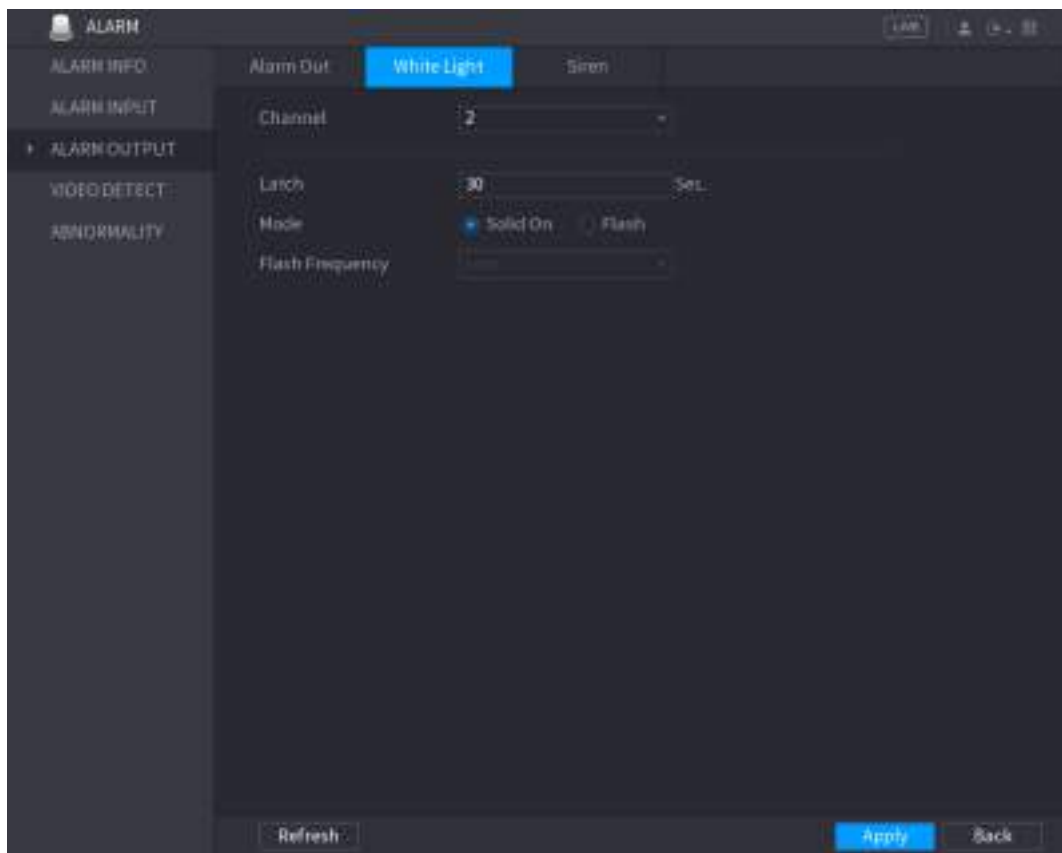 ALARM
LIVE
ALARM INFO
Alarm Out
White Light
Siren
ALARM INPUT
Channel
2
ALARM OUTPUT
VIDEO DETECT
Latch
30
Sec.
ABNORMALITY
Mode
Solid On
Flash
Flash Frequency
Refresh
Apply
Back